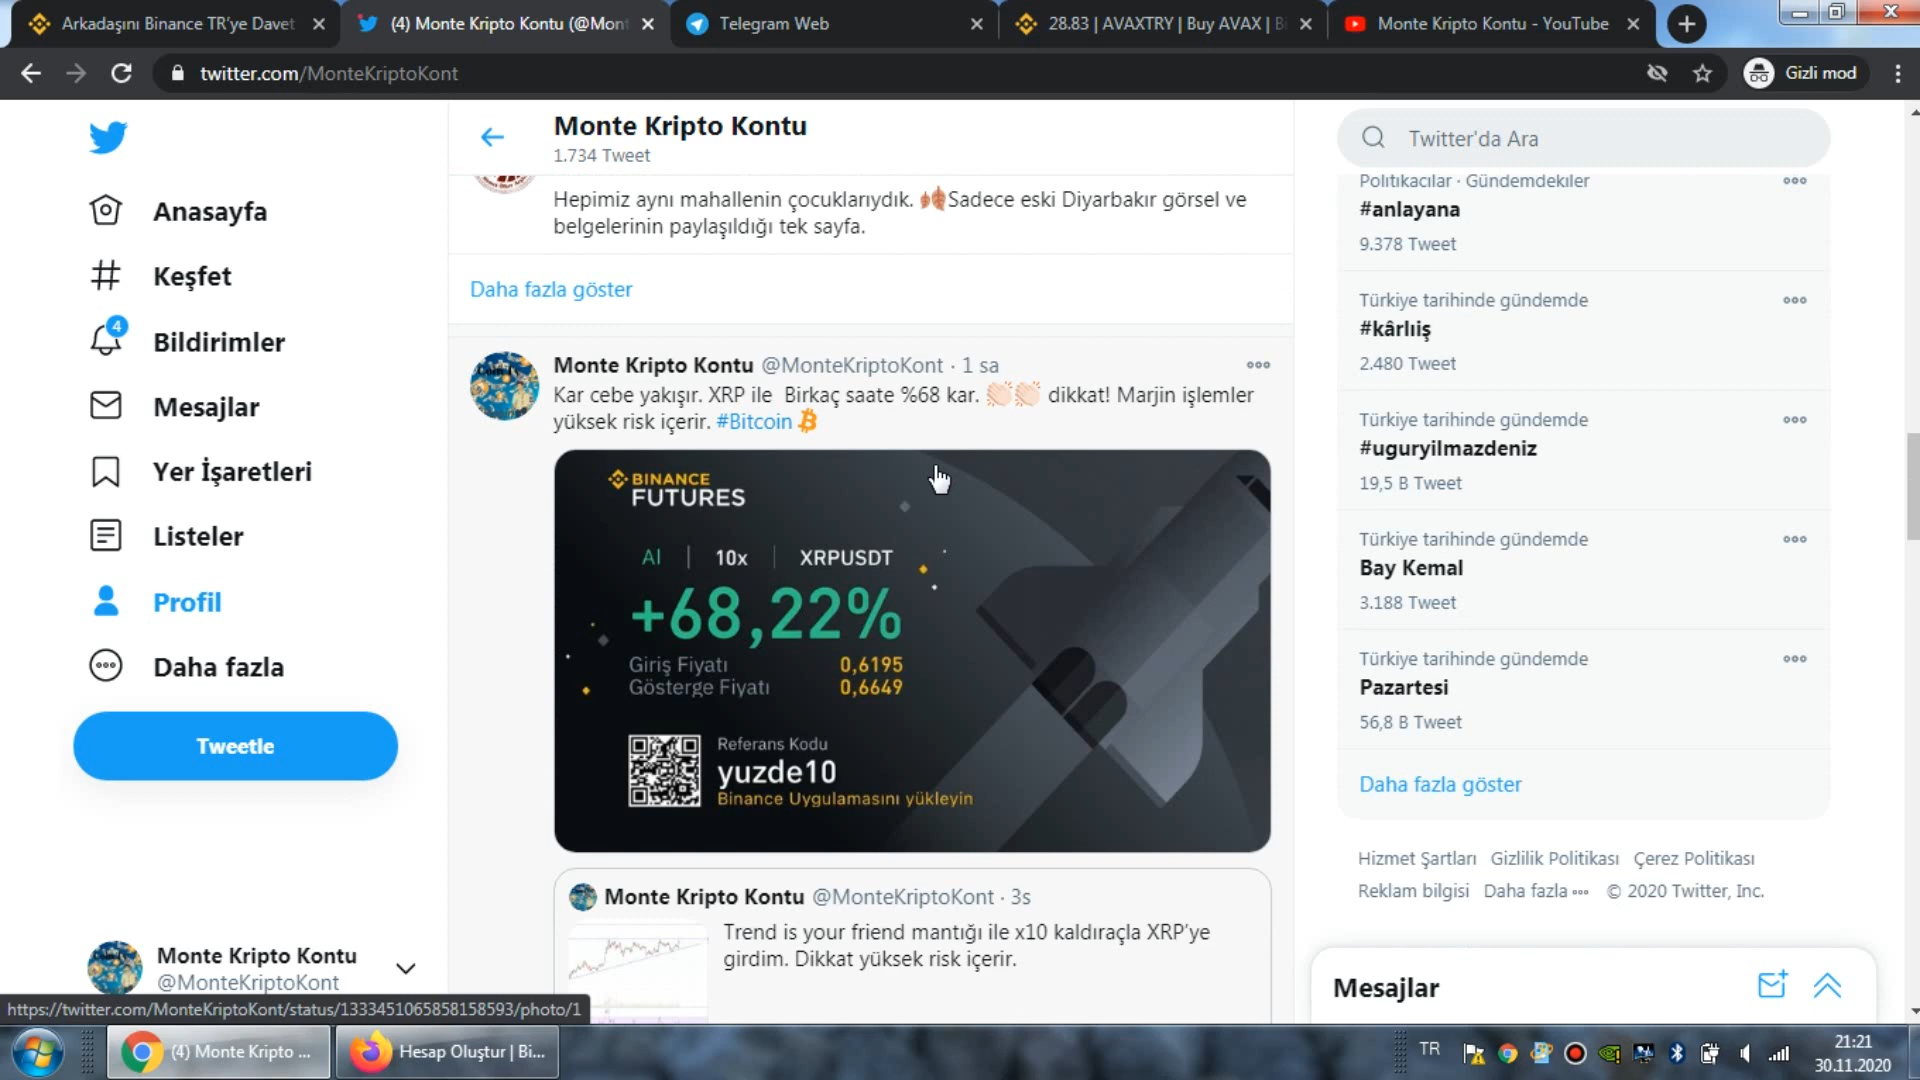 Arkadaşını Binance TR'ye Davet
(4) Monte Kripto Kontu (@Mont
Telegram Web
28.83 | AVAXTRY | Buy AVAX | B
Monte Kripto Kontu - YouTube
twitter.com/MonteKriptoKont
Gizli mod
Anasayfa
Keşfet
4
Bildirimler
Mesajlar
Yer İşaretleri
Listeler
Profil
Daha fazla
Tweetle
Monte Kripto Kontu
@MonteKriptoKont
Monte Kripto Kontu
1.734 Tweet
Hepimiz aynı mahallenin çocuklarıydık. Sadece eski Diyarbakır görsel ve
belgelerinin paylaşıldığı tek sayfa.
Daha fazla göster
Monte Kripto Kontu @MonteKriptoKont · 1 sa
Kar cebe yakışır. XRP ile Birkaç saate %68 kar. 👏🏻👏🏻 dikkat! Marjin işlemler
yüksek risk içerir. #Bitcoin
BINANCE
FUTURES
Al | 10x | XRPUSDT
+68,22%
Giriş Fiyatı 0,6195
Gösterge Fiyatı 0,6649
Referans Kodu
yuzde10
Binance Uygulamasını yükleyin
Monte Kripto Kontu @MonteKriptoKont · 3s
Trend is your friend mantığı ile x10 kaldıraçla XRP'ye
girdim. Dikkat yüksek risk içerir.
Twitter'da Ara
Politikacılar · Gündemdekiler
#anlayana
9.378 Tweet
Türkiye tarihinde gündemde
#kârlıiş
2.480 Tweet
Türkiye tarihinde gündemde
#uguryilmazdeniz
19,5 B Tweet
Türkiye tarihinde gündemde
Bay Kemal
3.188 Tweet
Türkiye tarihinde gündemde
Pazartesi
56,8 B Tweet
Daha fazla göster
Hizmet Şartları Gizlilik Politikası Çerez Politikası
Reklam bilgisi Daha fazla © 2020 Twitter, Inc.
Mesajlar
https://twitter.com/MonteKriptoKont/status/1333451065858158593/photo/1
(4) Monte Kripto ...
Hesap Oluştur | Bi...
TR
21:21
30.11.2020